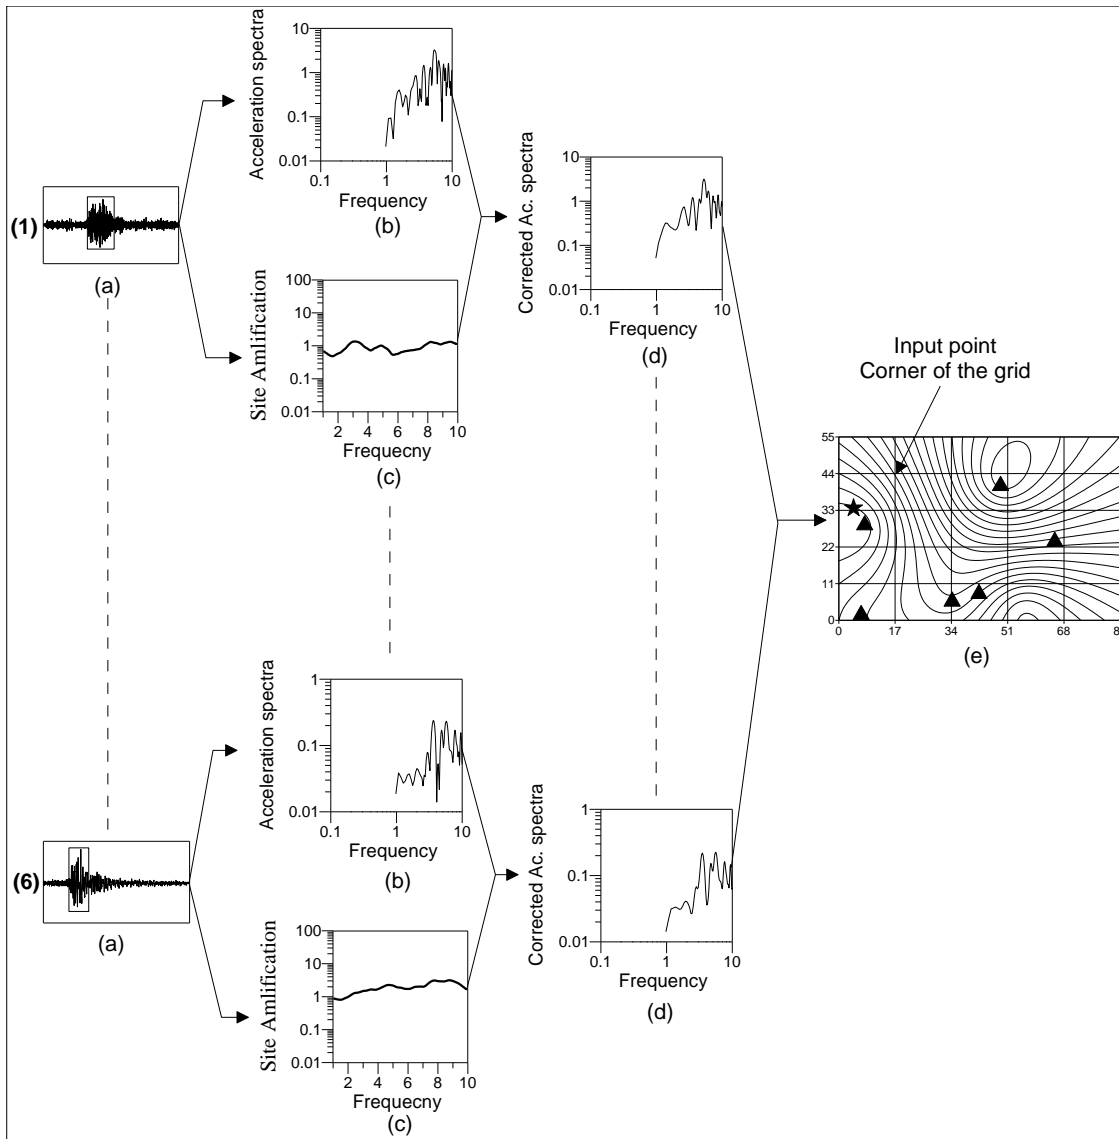 10
1
0.1
0.01
0.1
1
10
Acceleration spectra
Frequency
(b)
(1)
(a)
100
10
1
0.1
0.01
2
4
6
8
10
Site Amlification
Frequecny
(c)
10
1
0.1
0.01
0.1
1
10
Corrected Ac. spectra
Frequency
(d)
Input point
Corner of the grid
55
44
33
22
11
0
0
17
34
51
68
8
(e)
1
0.1
0.01
0.1
1
10
Acceleration spectra
Frequency
(b)
(6)
(a)
100
10
1
0.1
0.01
2
4
6
8
10
Site Amlification
Frequecny
(c)
1
0.1
0.01
0.1
1
10
Corrected Ac. spectra
Frequency
(d)